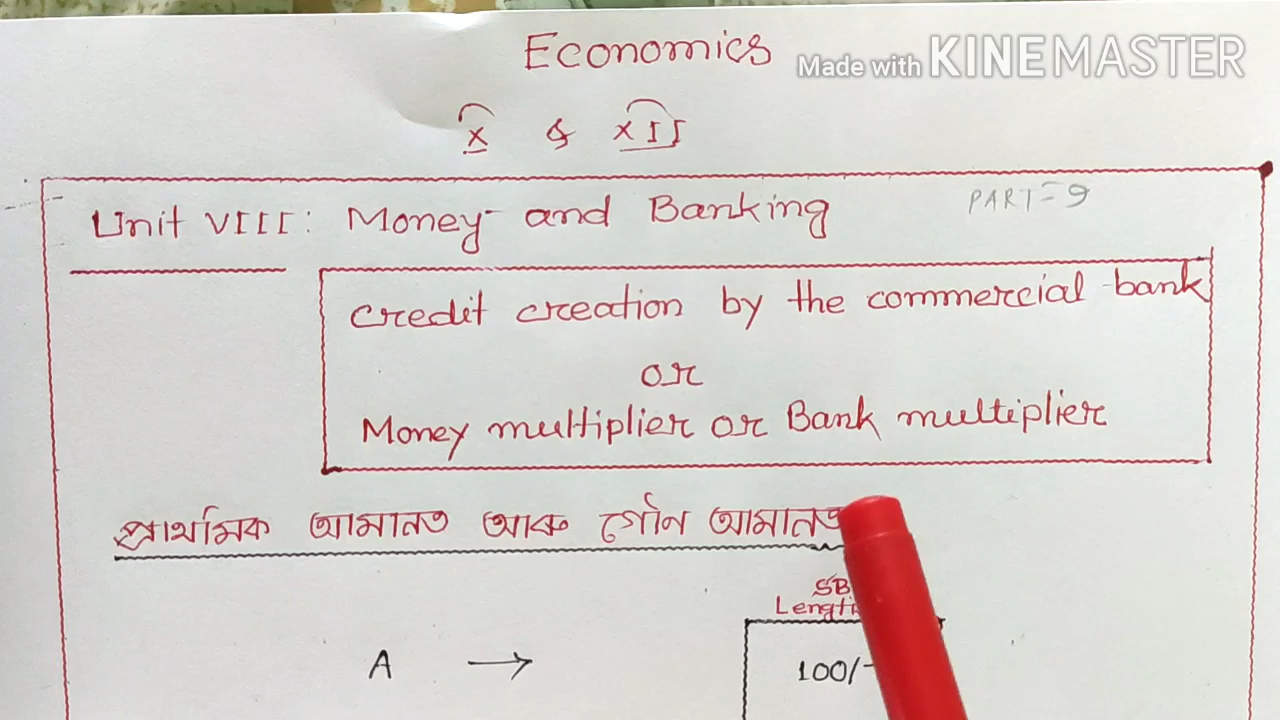 Economics
Made with KINEMASTER
X & XII
Unit VIII: Money and Banking
PART-9
Credit creation by the commercial bank
or
Money multiplier or Bank multiplier
প্ৰাথমিক আমানত আৰু গৌণ আমানত
SB
A → 100/-